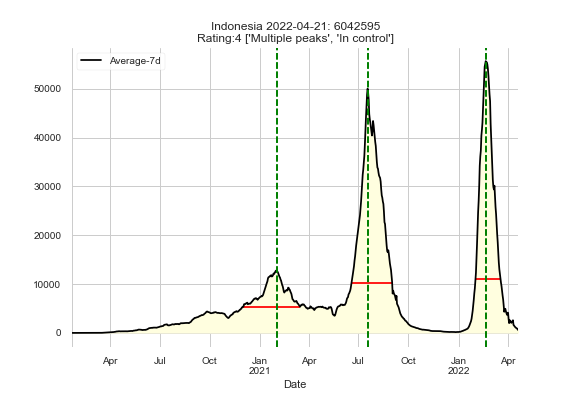 Indonesia 2022-04-21: 6042595
Rating:4 ['Multiple peaks', 'In control']
Average-7d
50000
40000
30000
20000
10000
0
Apr Jul Oct Jan Apr Jul Oct Jan Apr
2021 2022
Date